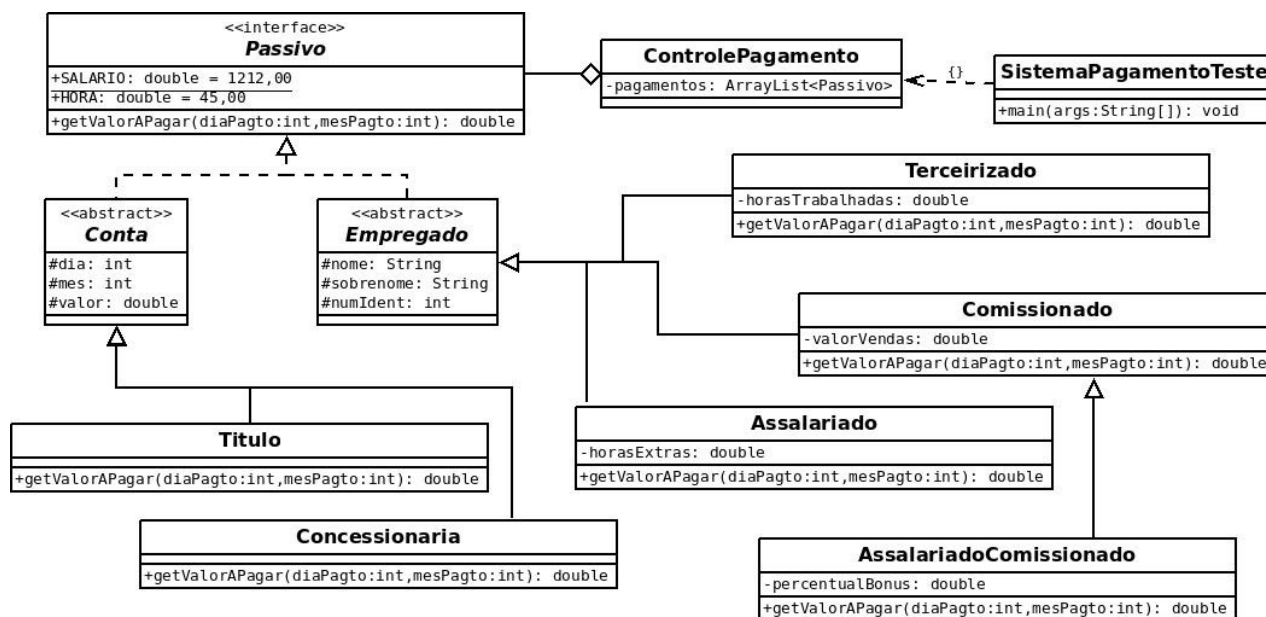 <<interface>>
Passivo
+SALARIO: double = 1212,00
+HORA: double = 45,00
+getValorAPagar(diaPagto:int,mesPagto:int): double
ControlePagamento
-pagamentos: ArrayList<Passivo>
{}
SistemaPagamentoTeste
+main(args:String[]): void
<<abstract>>
Conta
#dia: int
#mes: int
#valor: double
<<abstract>>
Empregado
#nome: String
#sobrenome: String
#numIdent: int
Terceirizado
-horasTrabalhadas: double
+getValorAPagar(diaPagto:int,mesPagto:int): double
Comissionado
-valorVendas: double
+getValorAPagar(diaPagto:int,mesPagto:int): double
Titulo
+getValorAPagar(diaPagto:int,mesPagto:int): double
Assalariado
-horasExtras: double
+getValorAPagar(diaPagto:int,mesPagto:int): double
Concessionaria
+getValorAPagar(diaPagto:int,mesPagto:int): double
AssalariadoComissionado
-percentualBonus: double
+getValorAPagar(diaPagto:int,mesPagto:int): double